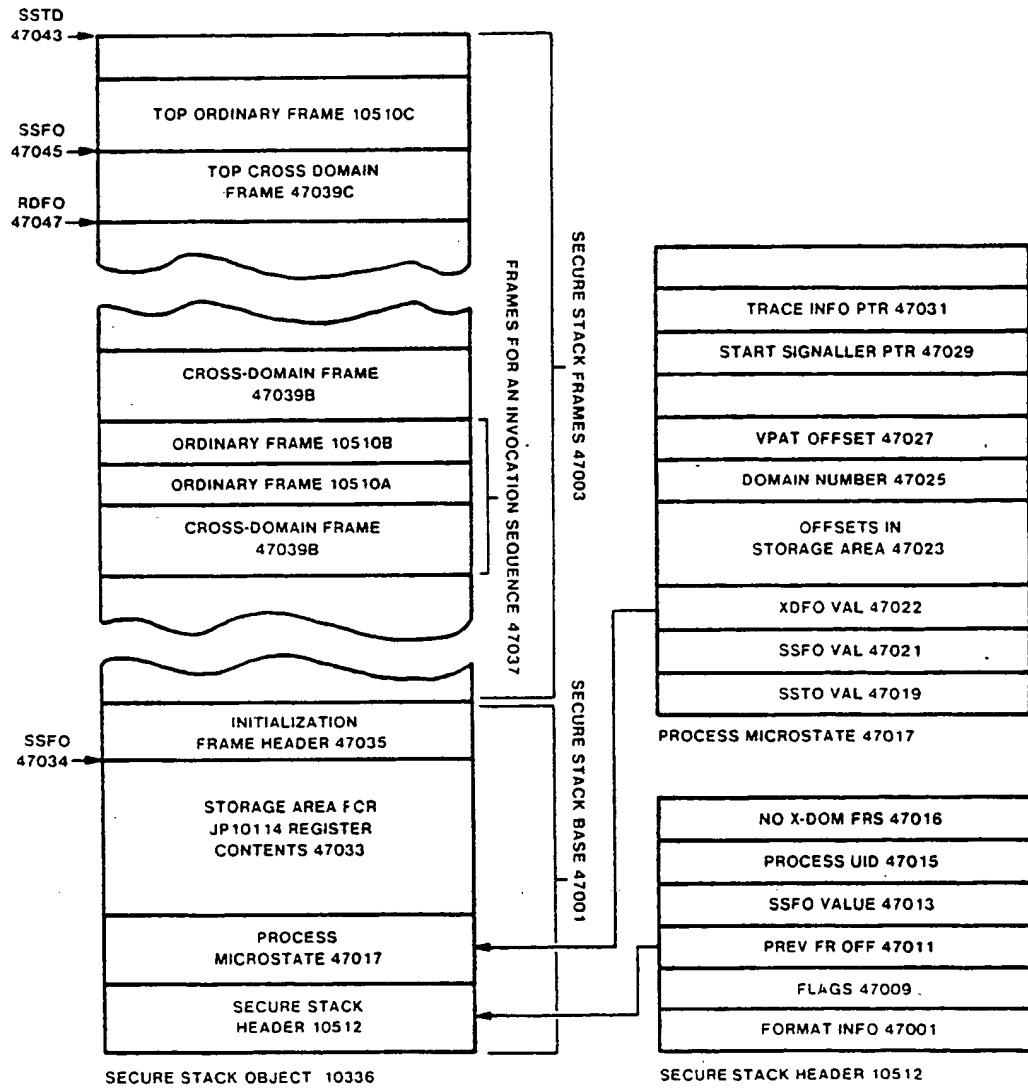 SSTD
47043
TOP ORDINARY FRAME 10510C
SSFO
47045
TOP CROSS DOMAIN
FRAME 47039C
RDFO
47047
CROSS-DOMAIN FRAME
47039B
ORDINARY FRAME 10510B
ORDINARY FRAME 10510A
CROSS-DOMAIN FRAME
47039B
FRAMES FOR AN INVOCATION SEQUENCE 47037
SECURE STACK FRAMES 47003
INITIALIZATION
FRAME HEADER 47035
SSFO
47034
STORAGE AREA FCR
JP10114 REGISTER
CONTENTS 47033
PROCESS
MICROSTATE 47017
SECURE STACK
HEADER 10512
SECURE STACK BASE 47001
SECURE STACK OBJECT 10336
TRACE INFO PTR 47031
START SIGNALLER PTR 47029
VPAT OFFSET 47027
DOMAIN NUMBER 47025
OFFSETS IN
STORAGE AREA 47023
XDFO VAL 47022
SSFO VAL 47021
SSTO VAL 47019
PROCESS MICROSTATE 47017
NO X-DOM FRS 47016
PROCESS UID 47015
SSFO VALUE 47013
PREV FR OFF 47011
FLAGS 47009
FORMAT INFO 47001
SECURE STACK HEADER 10512